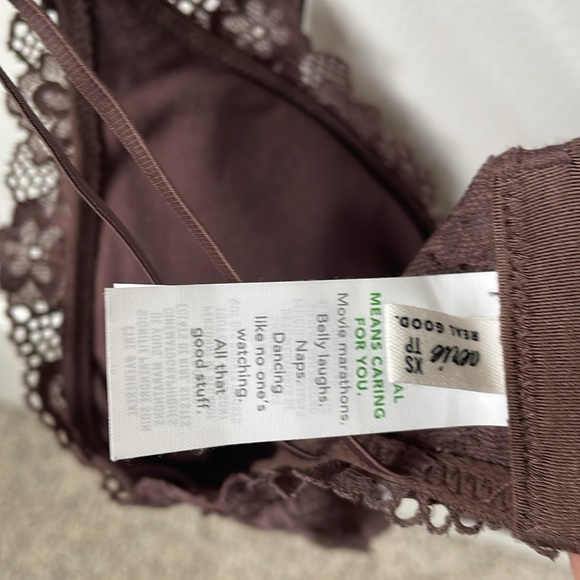 aerie
REAL GOOD.
XS
TP
AL
MEANS CARING
FOR YOU.
Movie marathons.
Belly laughs.
Naps.
Dancing
like no one's
watching.
All that
good stuff.